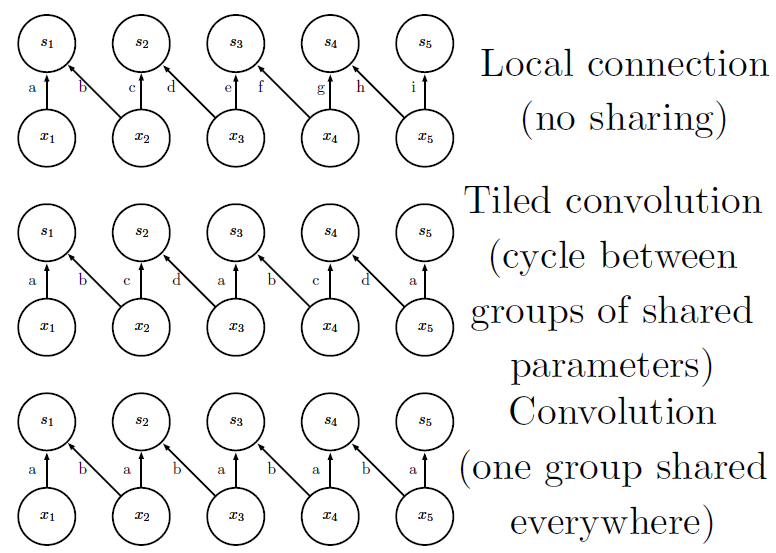 s1 s2 s3 s4 s5
Local connection
(no sharing)
a b c d e f g h i
x1 x2 x3 x4 x5
Tiled convolution
(cycle between
groups of shared
parameters)
s1 s2 s3 s4 s5
a b c d a b c d a
x1 x2 x3 x4 x5
Convolution
(one group shared
everywhere)
s1 s2 s3 s4 s5
a b a b a b a b a
x1 x2 x3 x4 x5